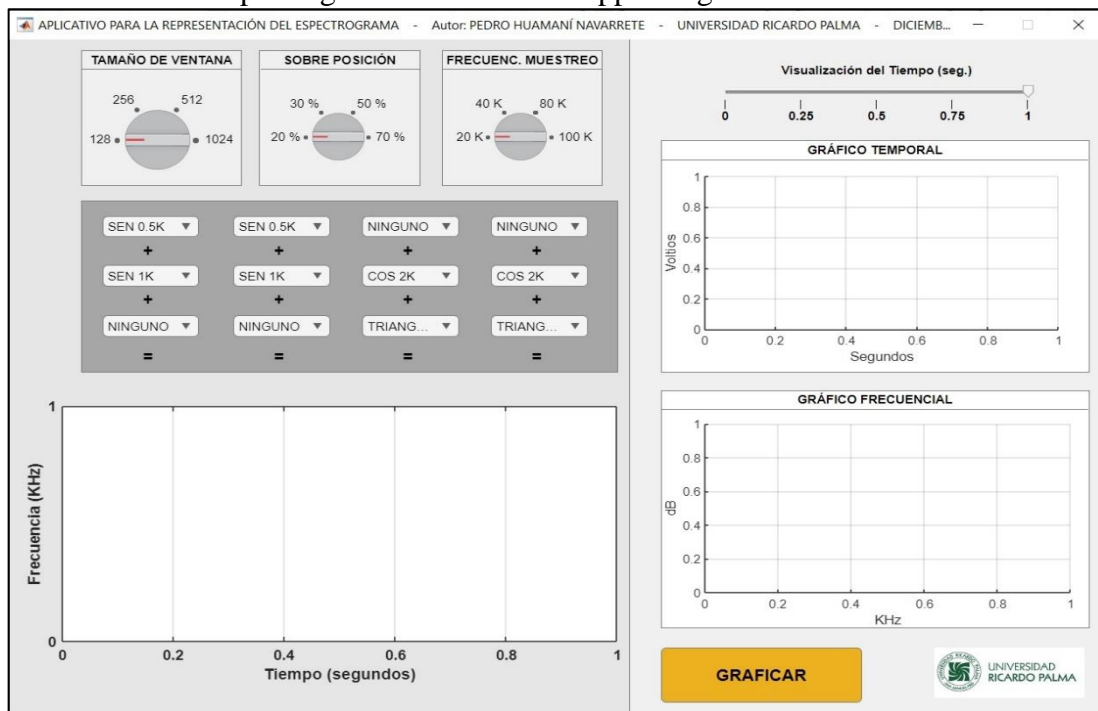 APLICATIVO PARA LA REPRESENTACIÓN DEL ESPECTROGRAMA - Autor: PEDRO HUAMANÍ NAVARRETE - UNIVERSIDAD RICARDO PALMA - DICIEMB...
TAMAÑO DE VENTANA
256 512
128 1024
SOBRE POSICIÓN
30 % 50 %
20 % 70 %
FRECUENC. MUESTREO
40 K 80 K
20 K 100 K
SEN 0.5K SEN 0.5K NINGUNO NINGUNO
+ + + +
SEN 1K SEN 1K COS 2K COS 2K
+ + + +
NINGUNO NINGUNO TRIANG... TRIANG...
= = = =
1
Frecuencia (KHz)
0
0 0.2 0.4 0.6 0.8 1
Tiempo (segundos)
Visualización del Tiempo (seg.)
0 0.25 0.5 0.75 1
GRÁFICO TEMPORAL
1
0.8
0.6
Voltios
0.4
0.2
0
0 0.2 0.4 0.6 0.8 1
Segundos
GRÁFICO FRECUENCIAL
1
0.8
0.6
dB
0.4
0.2
0
0 0.2 0.4 0.6 0.8 1
KHz
GRAFICAR
UNIVERSIDAD
RICARDO PALMA